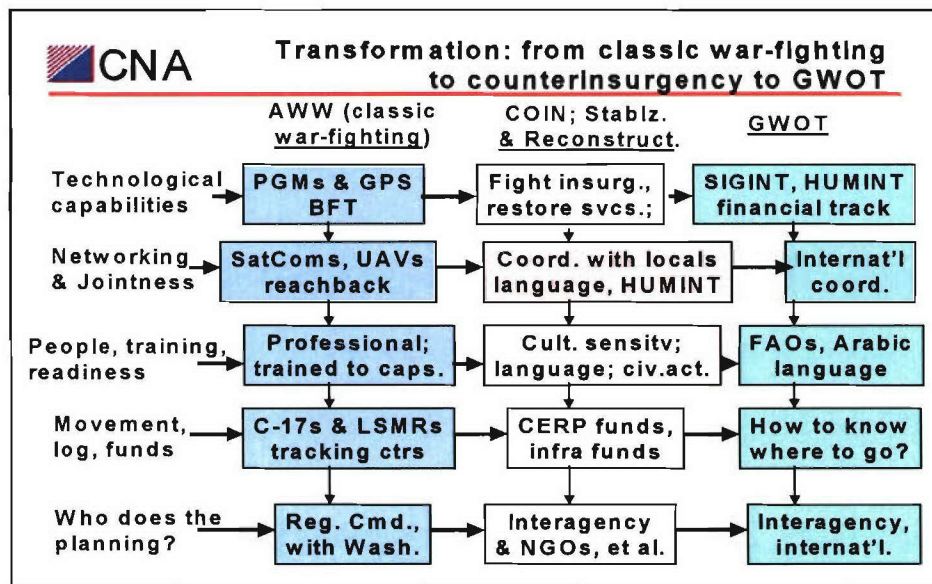 CNA
Transformation: from classic war-fighting
to counterinsurgency to GWOT
AWW (classic
war-fighting)
COIN; Stablz.
& Reconstruct.
GWOT
Technological
capabilities
PGMs & GPS
BFT
Fight insurg.,
restore svcs.;
SIGINT, HUMINT
financial track
Networking
& Jointness
SatComs, UAVs
reachback
Coord. with locals
language, HUMINT
Internat'l
coord.
People, training,
readiness
Professional;
trained to caps.
Cult. sensitv;
language; civ.act.
FAOs, Arabic
language
Movement,
log, funds
C-17s & LSMRs
tracking ctrs
CERP funds,
infra funds
How to know
where to go?
Who does the
planning?
Reg. Cmd.,
with Wash.
Interagency
& NGOs, et al.
Interagency,
internat'l.